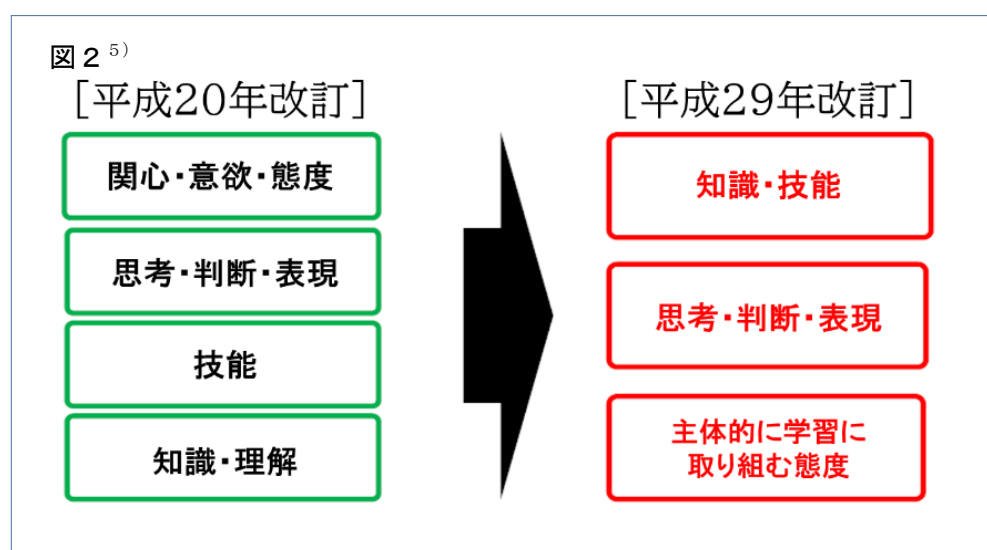 図2 5)
[平成20年改訂]
関心・意欲・態度
思考・判断・表現
技能
知識・理解
[平成29年改訂]
知識・技能
思考・判断・表現
主体的に学習に
取り組む態度